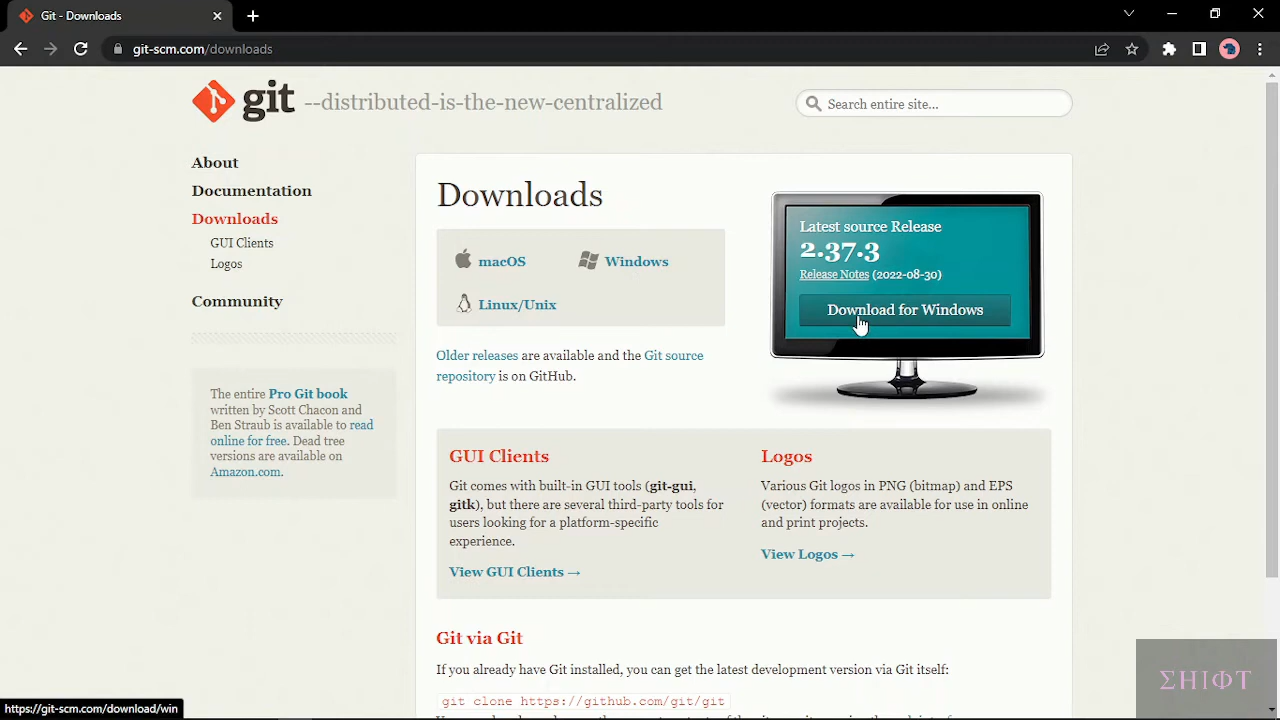 Git - Downloads
git-scm.com/downloads
git --distributed-is-the-new-centralized
Search entire site...
About
Documentation
Downloads
GUI Clients
Logos
Community
The entire Pro Git book
written by Scott Chacon and
Ben Straub is available to read
online for free. Dead tree
versions are available on
Amazon.com.
Downloads
macOS
Windows
Linux/Unix
Older releases are available and the Git source
repository is on GitHub.
Latest source Release
2.37.3
Release Notes (2022-08-30)
Download for Windows
GUI Clients
Git comes with built-in GUI tools (git-gui,
gitk), but there are several third-party tools for
users looking for a platform-specific
experience.
View GUI Clients →
Logos
Various Git logos in PNG (bitmap) and EPS
(vector) formats are available for use in online
and print projects.
View Logos →
Git via Git
If you already have Git installed, you can get the latest development version via Git itself:
git clone https://github.com/git/git
https://git-scm.com/download/win
ΣHIΦT